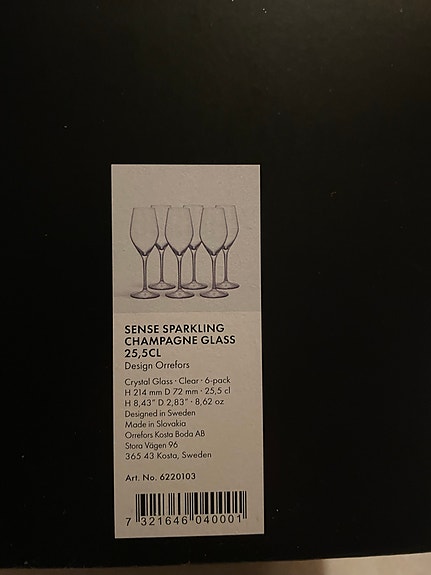 SENSE SPARKLING
CHAMPAGNE GLASS
25,5CL
Design Orrefors
Crystal Glass · Clear · 6-pack
H 214 mm D 72 mm · 25,5 cl
H 8,43" D 2,83" · 8,62 oz
Designed in Sweden
Made in Slovakia
Orrefors Kosta Boda AB
Stora Vägen 96
365 43 Kosta, Sweden
Art. No. 6220103
7 321646 040001